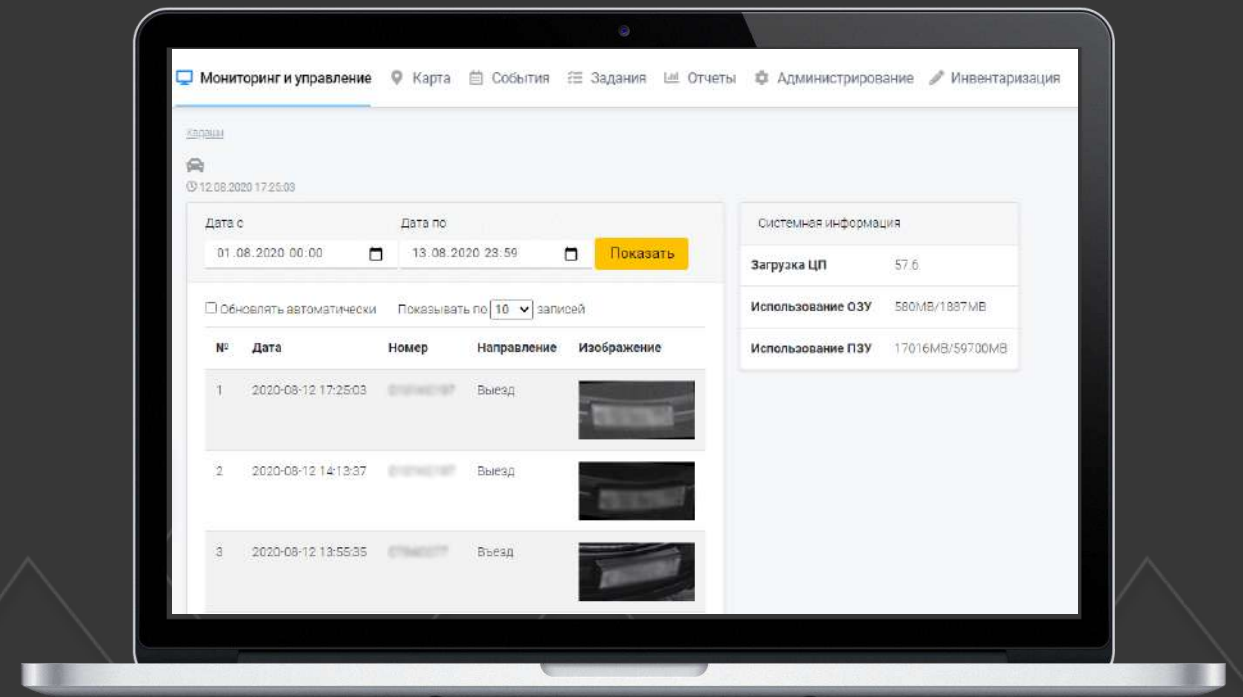 Мониторинг и управление Карта События Задания Отчеты Администрирование Инвентаризация
Кадаши
12.08.2020 17:25:03
Дата с Дата по
01.08.2020 00:00 13.08.2020 23:59 Показать
Обновлять автоматически Показывать по 10 записей
№ Дата Номер Направление Изображение
1 2020-08-12 17:25:03 Выезд
2 2020-08-12 14:13:37 Выезд
3 2020-08-12 13:55:35 Въезд
Системная информация
Загрузка ЦП 57.6
Использование ОЗУ 580MB/1887MB
Использование ПЗУ 17016MB/59700MB